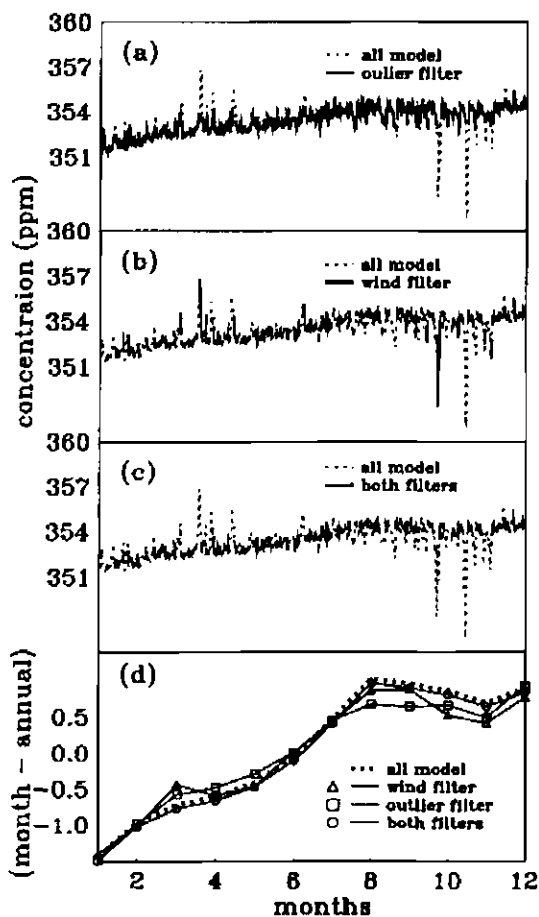 360
(a)
all model
oulier filter
357
354
351
360
(b)
all model
wind filter
357
354
351
360
(c)
all model
both filters
357
354
351
concentraion (ppm)
(d)
0.5
0.0
-0.5
-1.0
(month - annual)
all model
wind filter
outlier filter
both filters
2 4 6 8 10 12
months